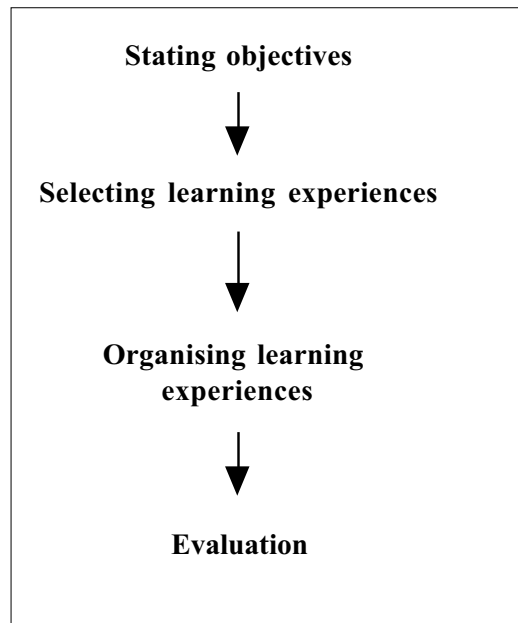 Stating objectives
Selecting learning experiences
Organising learning
experiences
Evaluation